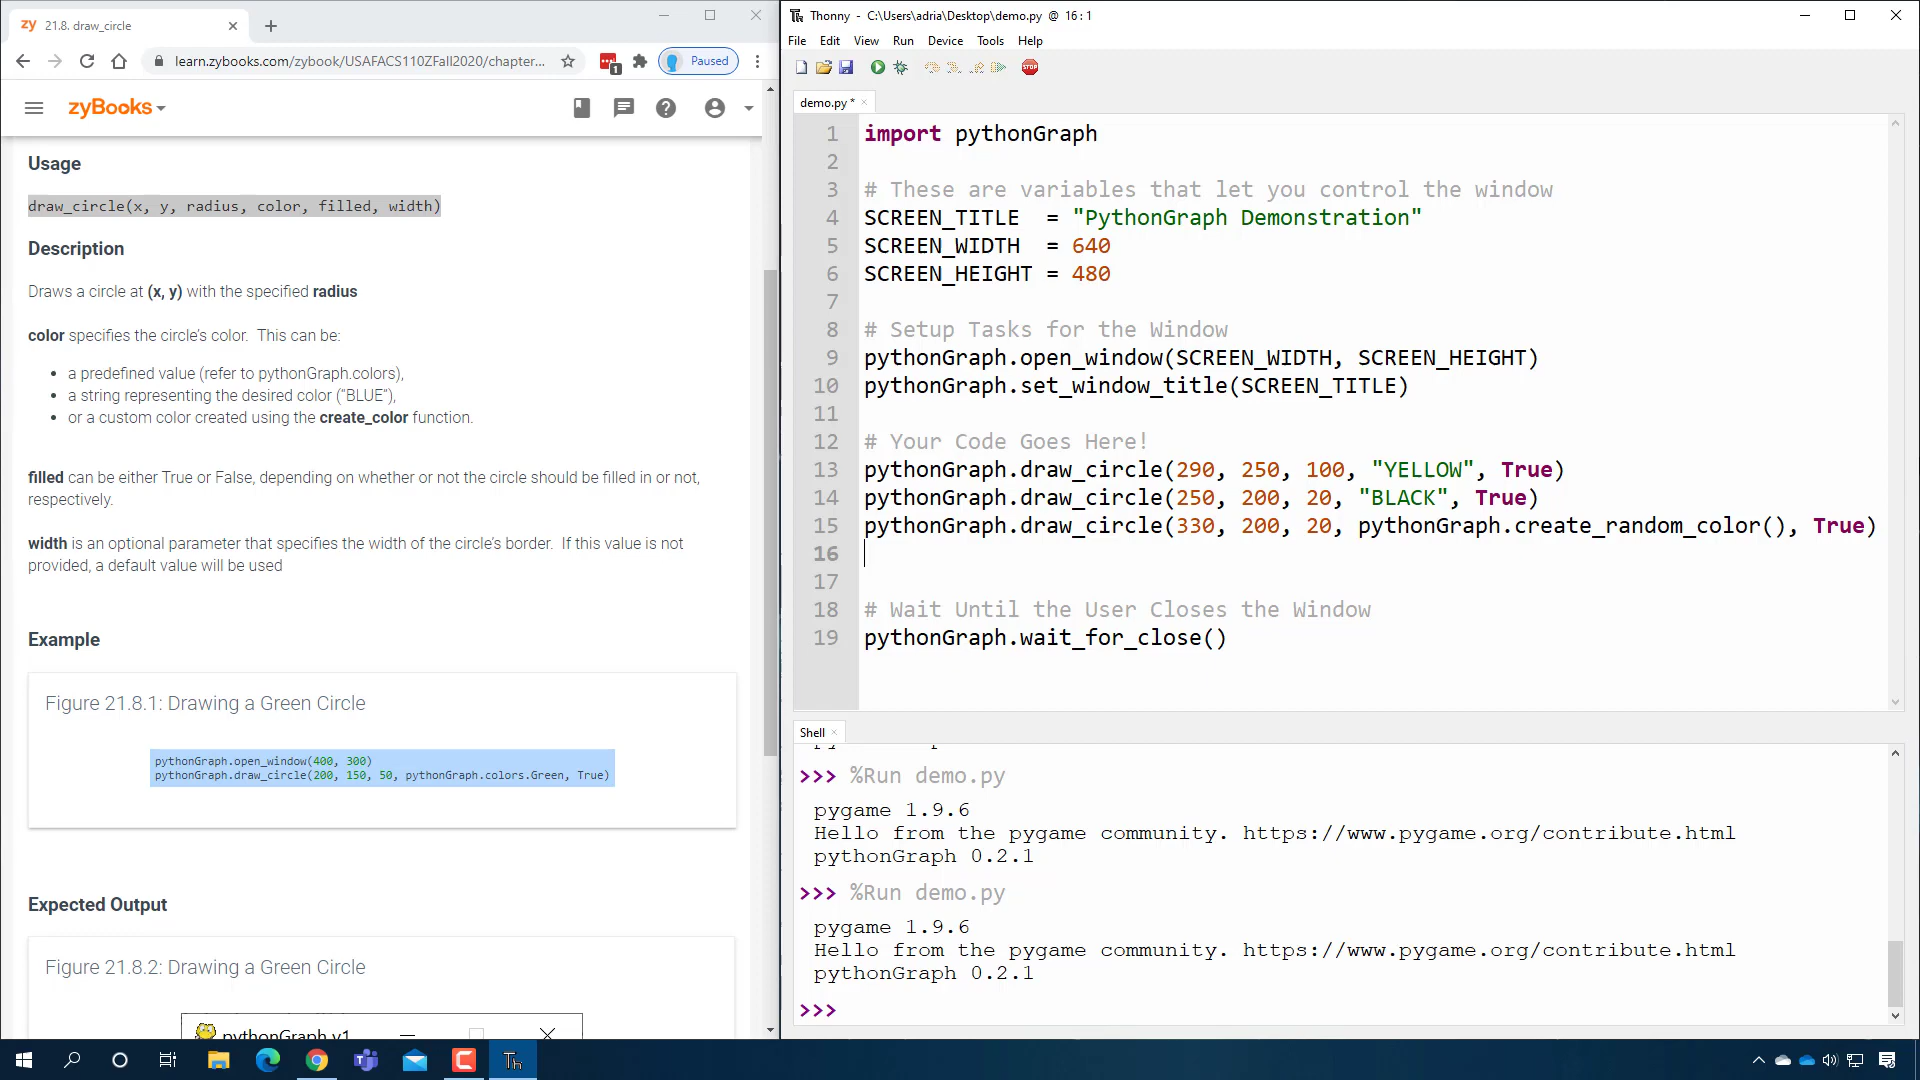 zy 21.8. draw_circle
learn.zybooks.com/zybook/USAFACS110ZFall2020/chapter...
1
Paused
zyBooks
Usage
draw_circle(x, y, radius, color, filled, width)
Description
Draws a circle at (x, y) with the specified radius
color specifies the circle's color.  This can be:
• a predefined value (refer to pythonGraph.colors),
• a string representing the desired color ("BLUE"),
• or a custom color created using the create_color function.
filled can be either True or False, depending on whether or not the circle should be filled in or not,
respectively.
width is an optional parameter that specifies the width of the circle's border.  If this value is not
provided, a default value will be used
Example
Figure 21.8.1: Drawing a Green Circle
pythonGraph.open_window(400, 300)
pythonGraph.draw_circle(200, 150, 50, pythonGraph.colors.Green, True)
Expected Output
Figure 21.8.2: Drawing a Green Circle
pythonGraph v1
Th Thonny - C:\Users\adria\Desktop\demo.py @ 16:1
File Edit View Run Device Tools Help
STOP
demo.py *
1 import pythonGraph
2
3 # These are variables that let you control the window
4 SCREEN_TITLE  = "PythonGraph Demonstration"
5 SCREEN_WIDTH  = 640
6 SCREEN_HEIGHT = 480
7
8 # Setup Tasks for the Window
9 pythonGraph.open_window(SCREEN_WIDTH, SCREEN_HEIGHT)
10 pythonGraph.set_window_title(SCREEN_TITLE)
11
12 # Your Code Goes Here!
13 pythonGraph.draw_circle(290, 250, 100, "YELLOW", True)
14 pythonGraph.draw_circle(250, 200, 20, "BLACK", True)
15 pythonGraph.draw_circle(330, 200, 20, pythonGraph.create_random_color(), True)
16
17
18 # Wait Until the User Closes the Window
19 pythonGraph.wait_for_close()
Shell
>>> %Run demo.py
pygame 1.9.6
Hello from the pygame community. https://www.pygame.org/contribute.html
pythonGraph 0.2.1
>>> %Run demo.py
pygame 1.9.6
Hello from the pygame community. https://www.pygame.org/contribute.html
pythonGraph 0.2.1
>>>
Th